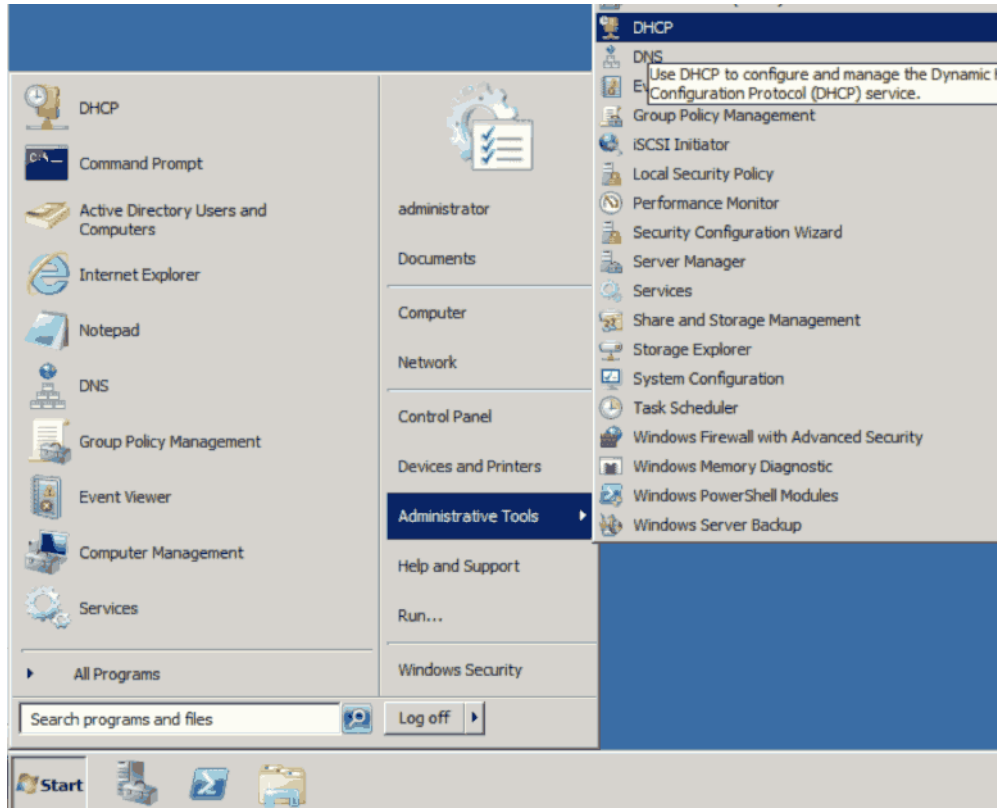 DHCP
Command Prompt
Active Directory Users and
Computers
Internet Explorer
Notepad
DNS
Group Policy Management
Event Viewer
Computer Management
Services
All Programs
Search programs and files
administrator
Documents
Computer
Network
Control Panel
Devices and Printers
Administrative Tools
Help and Support
Run...
Windows Security
Log off
DHCP
DNS
Use DHCP to configure and manage the Dynamic
Configuration Protocol (DHCP) service.
Group Policy Management
iSCSI Initiator
Local Security Policy
Performance Monitor
Security Configuration Wizard
Server Manager
Services
Share and Storage Management
Storage Explorer
System Configuration
Task Scheduler
Windows Firewall with Advanced Security
Windows Memory Diagnostic
Windows PowerShell Modules
Windows Server Backup
Start